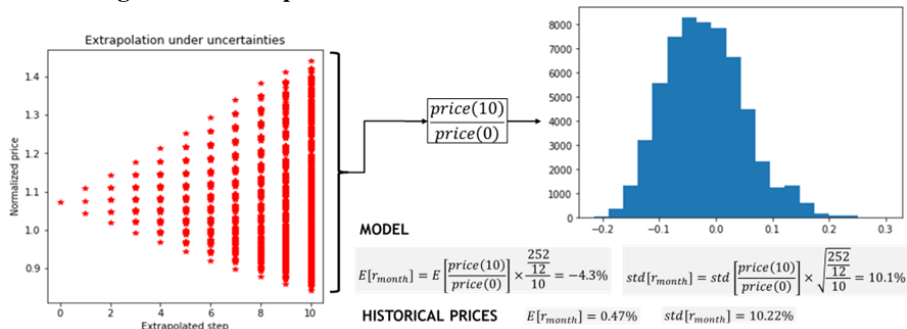 Extrapolation under uncertainties
Normalized price
1.4
1.3
1.2
1.1
1.0
0.9
0 2 4 6 8 10
Extrapolated step
price(10)
price(0)
8000
7000
6000
5000
4000
3000
2000
1000
0
−0.2 −0.1 0.0 0.1 0.2 0.3
MODEL
E[r_month] = E[price(10)/price(0)] × (252/12)/10 = −4.3%
std[r_month] = std[price(10)/price(0)] × √((252/12)/10) = 10.1%
HISTORICAL PRICES E[r_month] = 0.47% std[r_month] = 10.22%